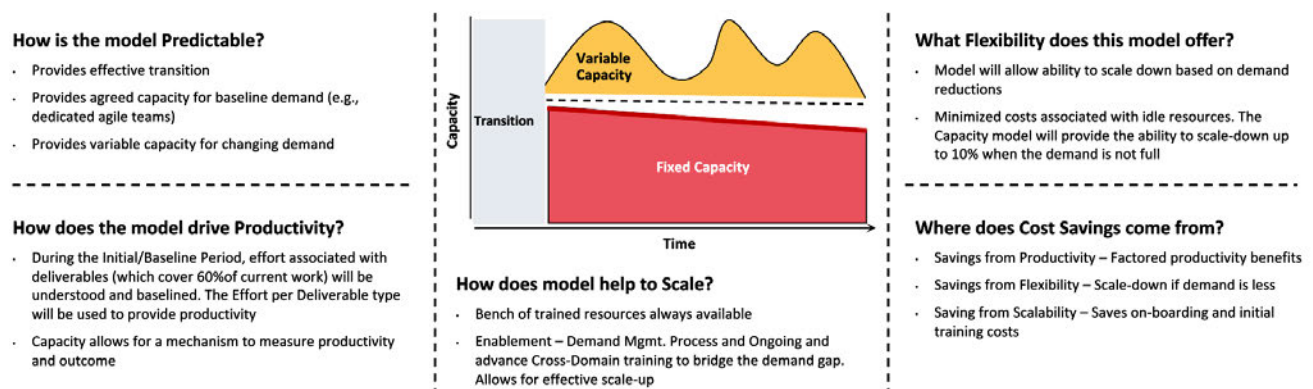 How is the model Predictable?
· Provides effective transition
· Provides agreed capacity for baseline demand (e.g.,
dedicated agile teams)
· Provides variable capacity for changing demand
How does the model drive Productivity?
· During the Initial/Baseline Period, effort associated with
deliverables (which cover 60%of current work) will be
understood and baselined. The Effort per Deliverable type
will be used to provide productivity
· Capacity allows for a mechanism to measure productivity
and outcome
Capacity
Transition
Variable
Capacity
Fixed Capacity
Time
How does model help to Scale?
· Bench of trained resources always available
· Enablement – Demand Mgmt. Process and Ongoing and
advance Cross-Domain training to bridge the demand gap.
Allows for effective scale-up
What Flexibility does this model offer?
· Model will allow ability to scale down based on demand
reductions
· Minimized costs associated with idle resources. The
Capacity model will provide the ability to scale-down up
to 10% when the demand is not full
Where does Cost Savings come from?
· Savings from Productivity – Factored productivity benefits
· Savings from Flexibility – Scale-down if demand is less
· Saving from Scalability – Saves on-boarding and initial
training costs